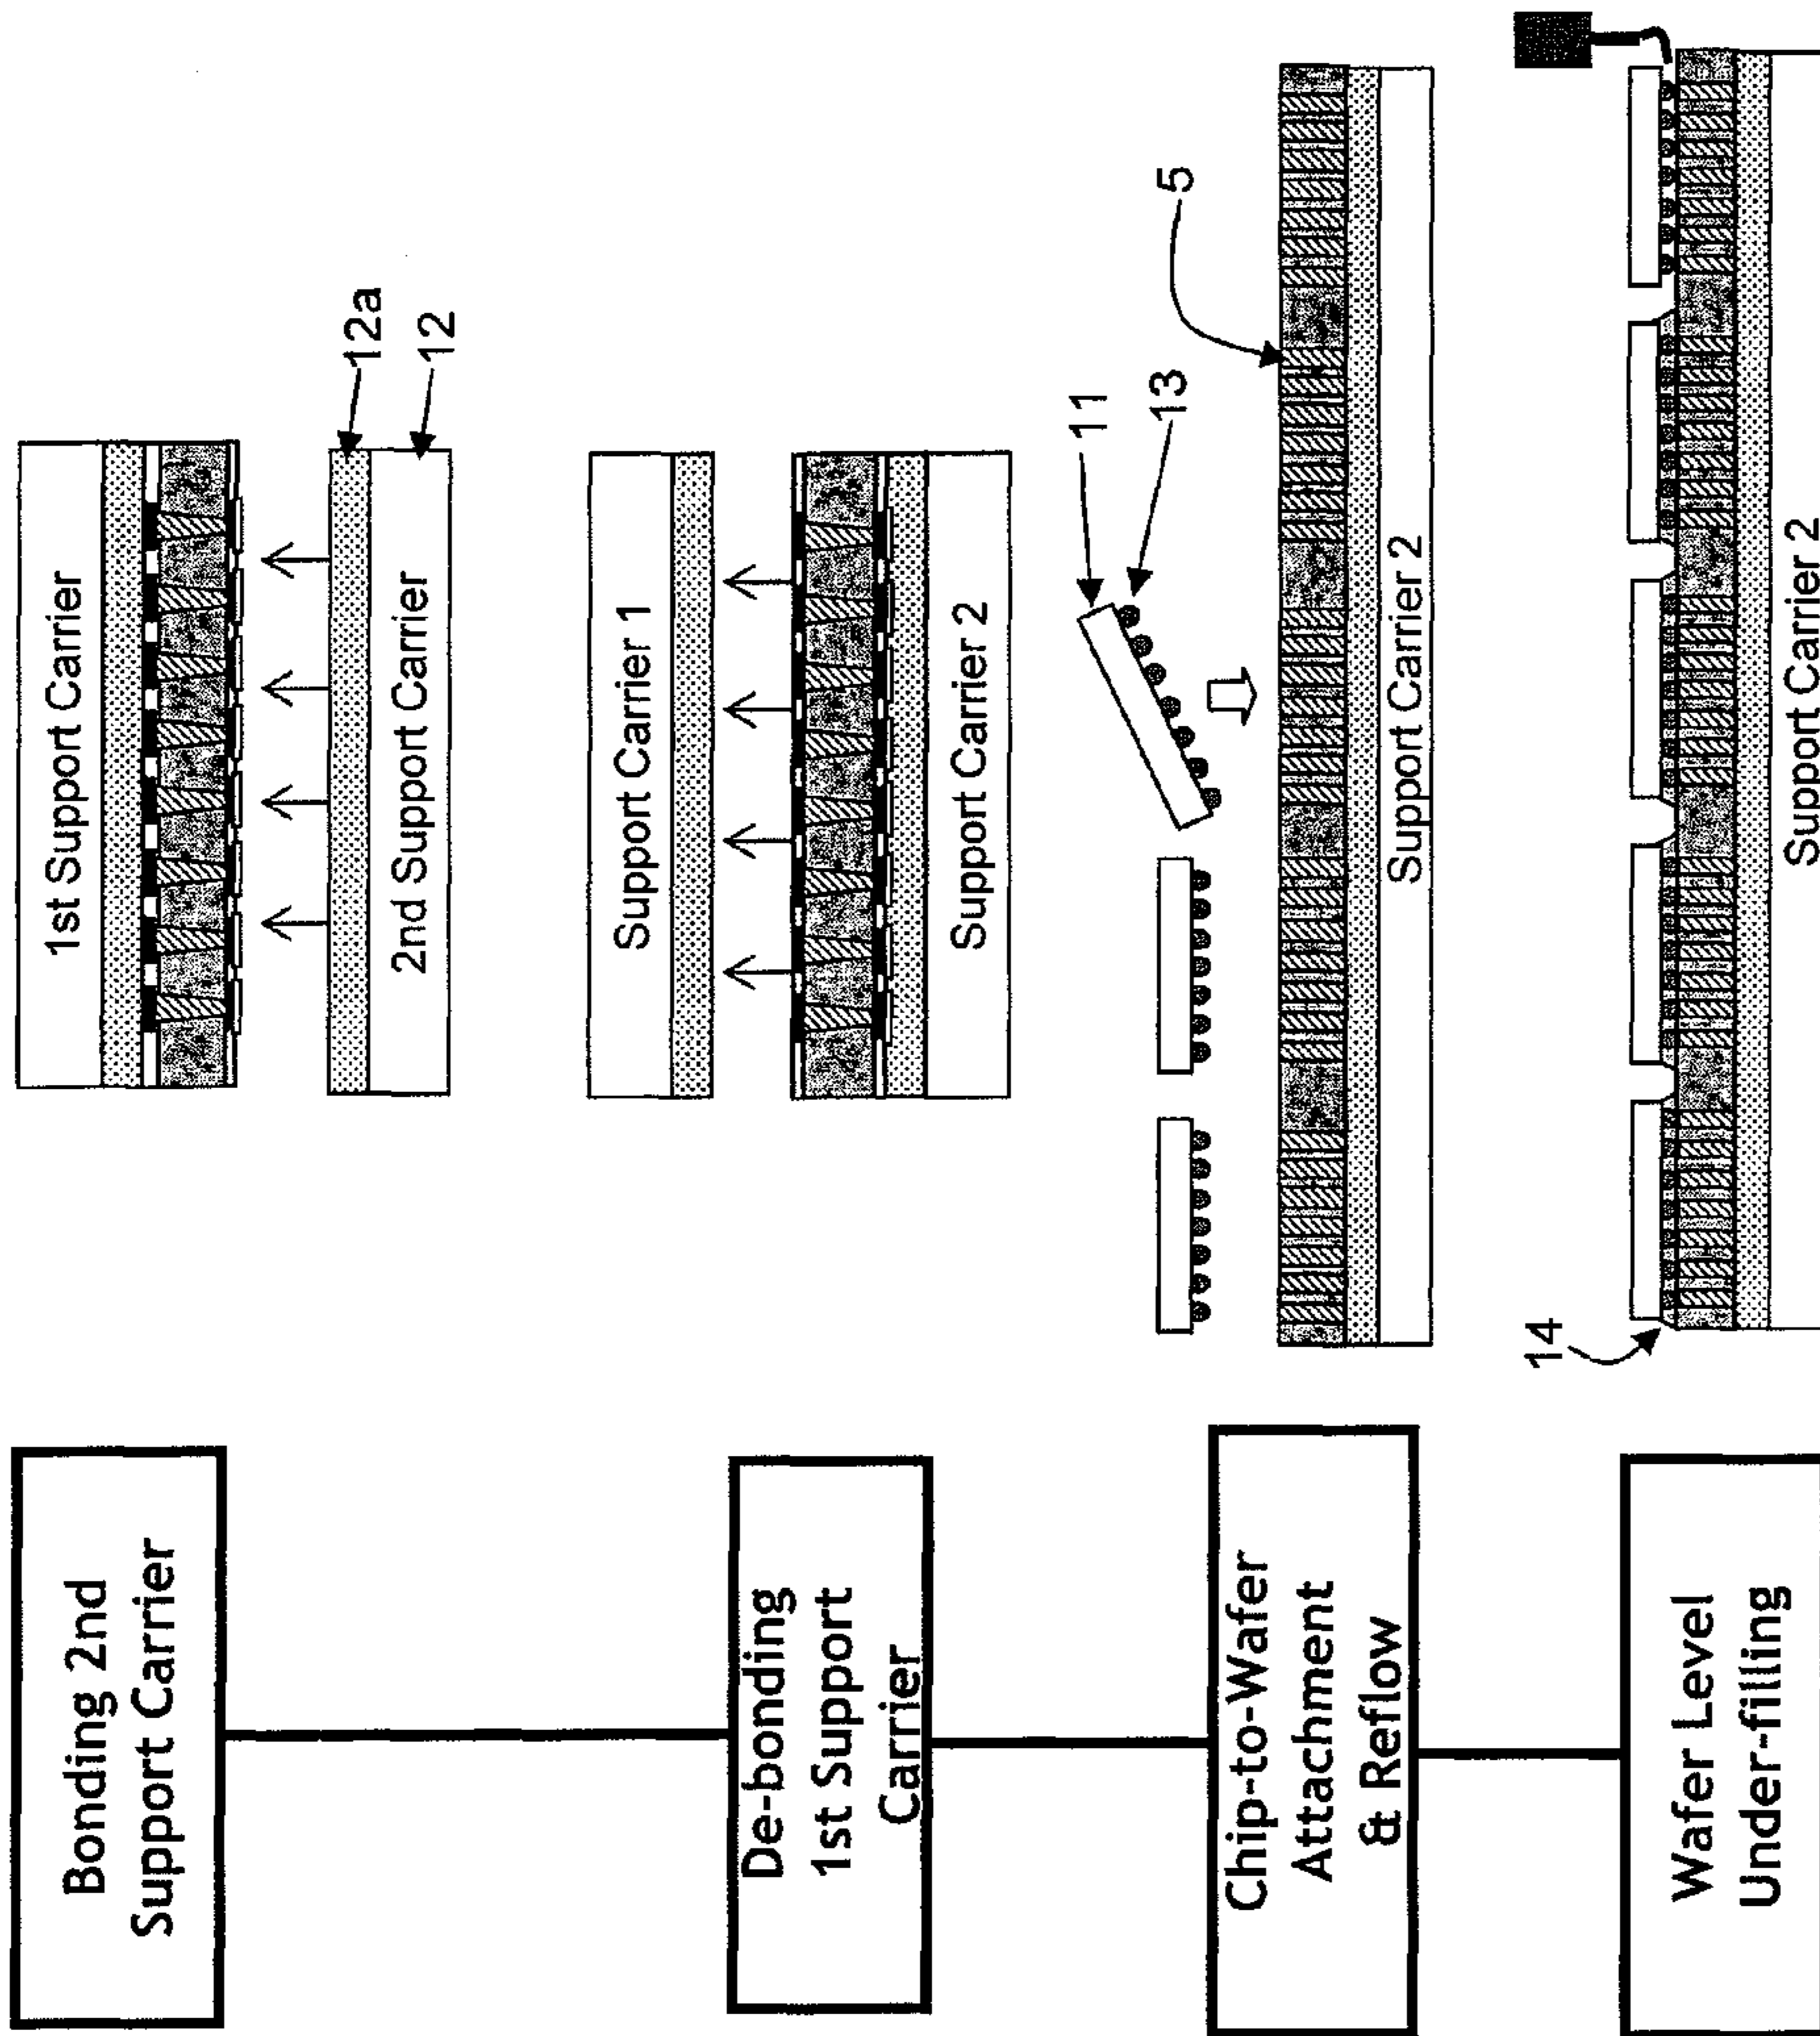 Bonding 2nd
Support Carrier
1st Support Carrier
12a
12
2nd Support Carrier
De-bonding
1st Support
Carrier
Support Carrier 1
Support Carrier 2
Chip-to-Wafer
Attachment
& Reflow
11
13
5
Support Carrier 2
Wafer Level
Under-filling
14
Support Carrier 2